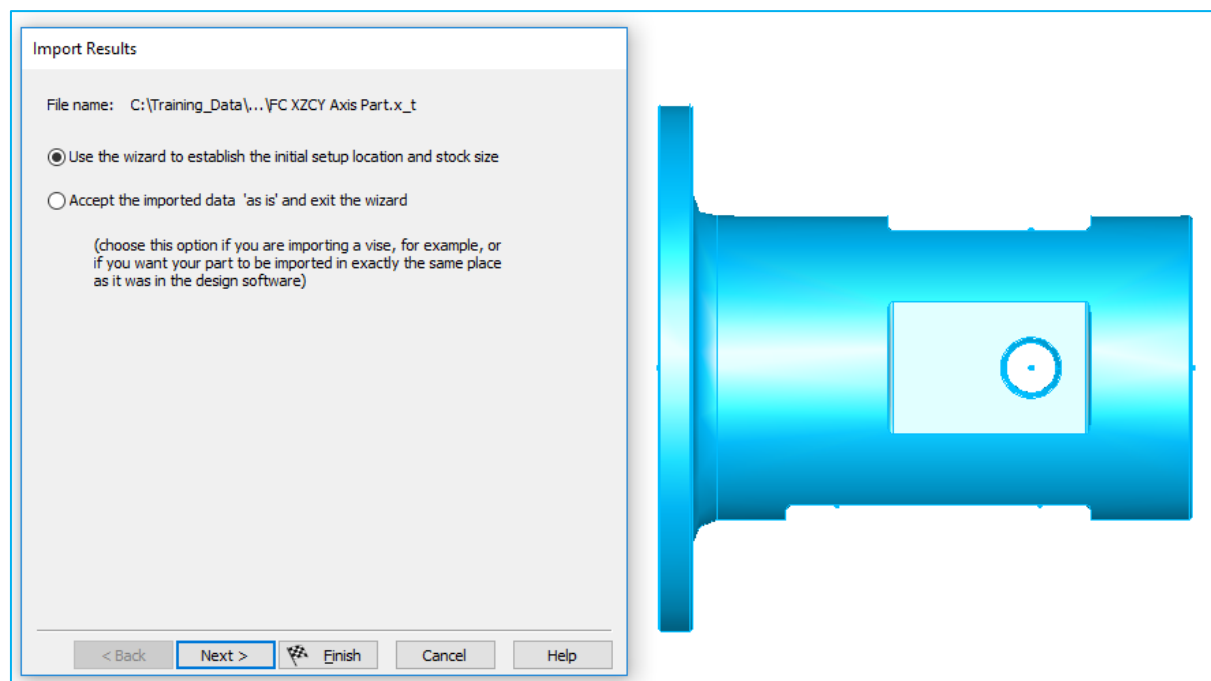 Import Results
File name: C:\Training_Data\...\FC XZCY Axis Part.x_t
Use the wizard to establish the initial setup location and stock size
Accept the imported data 'as is' and exit the wizard
(choose this option if you are importing a vise, for example, or
if you want your part to be imported in exactly the same place
as it was in the design software)
< Back Next > Finish Cancel Help